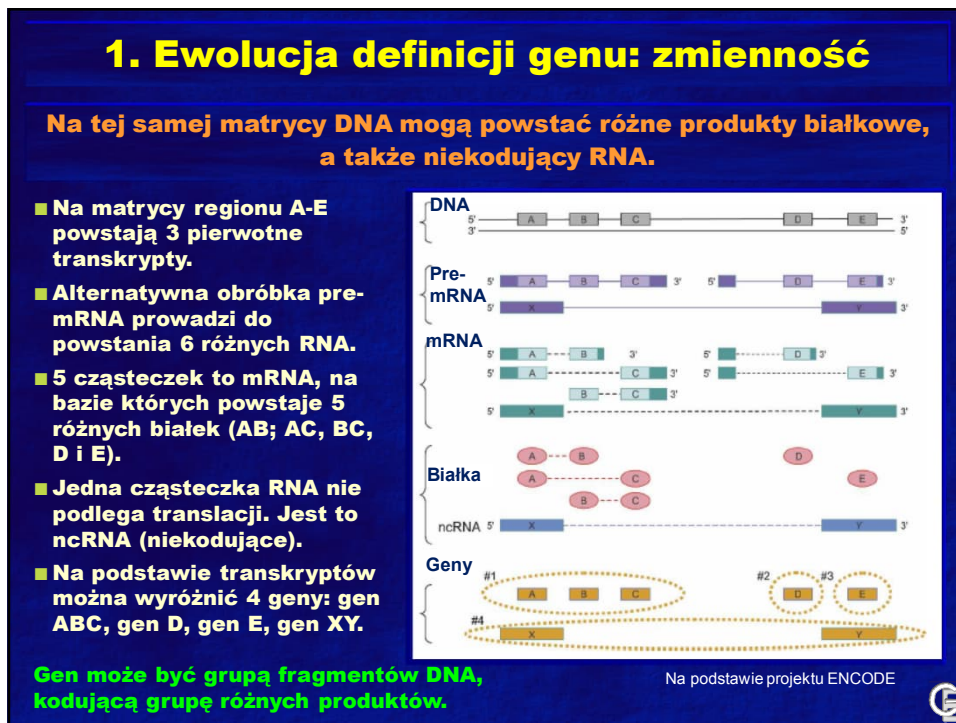 1. Ewolucja definicji genu: zmienność
Na tej samej matrycy DNA mogą powstać różne produkty białkowe,
a także niekodujący RNA.
Na matrycy regionu A-E
powstają 3 pierwotne
transkrypty.
Alternatywna obróbka pre-
mRNA prowadzi do
powstania 6 różnych RNA.
5 cząsteczek to mRNA, na
bazie których powstaje 5
różnych białek (AB; AC, BC,
D i E).
Jedna cząsteczka RNA nie
podlega translacji. Jest to
ncRNA (niekodujące).
Na podstawie transkryptów
można wyróżnić 4 geny: gen
ABC, gen D, gen E, gen XY.
Gen może być grupą fragmentów DNA,
kodującą grupę różnych produktów.
DNA
5' A B C D E 3'
3' 5'
Pre-
mRNA
5' A B C 3' 5' D E 3'
5' X Y 3'
mRNA
5' A B 3' 5' D 3'
5' A C 3' 5' E 3'
B C 3'
5' X Y 3'
Białka
A B D
A C E
B C
ncRNA 5' X Y 3'
Geny
#1 #2 #3
A B C D E
#4
X Y
Na podstawie projektu ENCODE